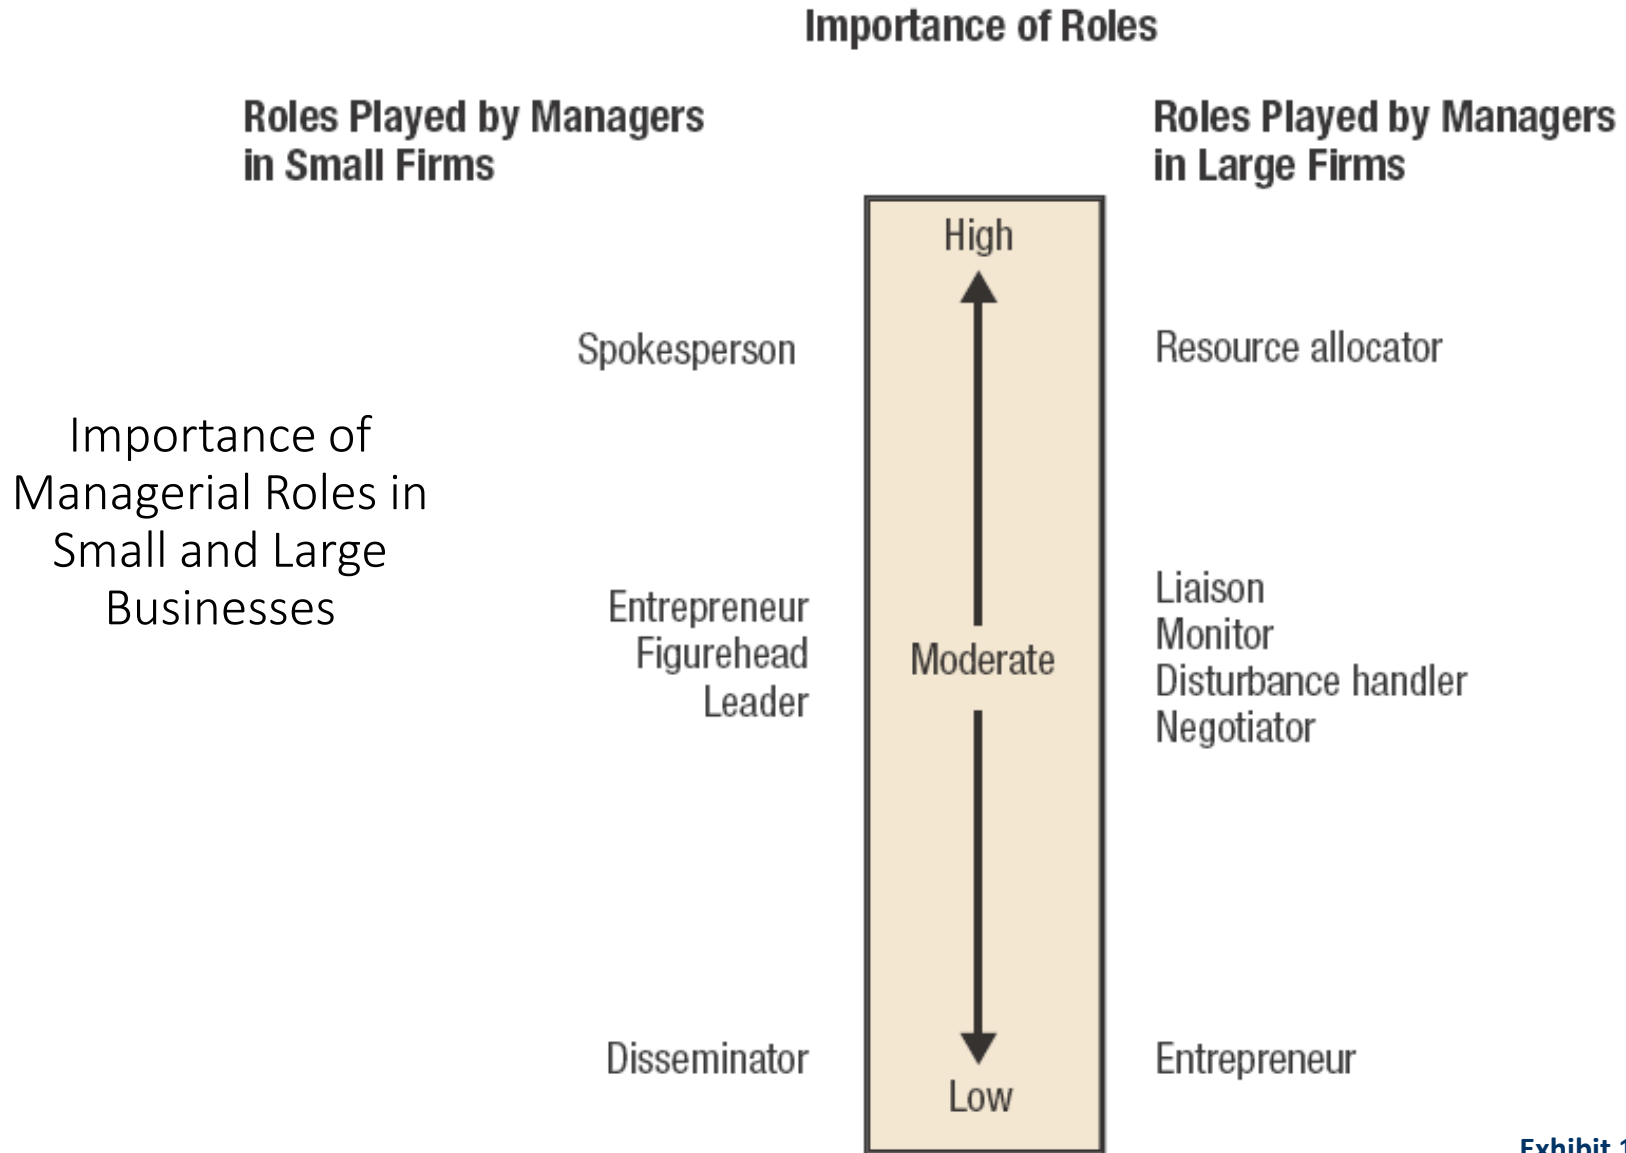 Importance of Roles
Roles Played by Managers
in Small Firms
Roles Played by Managers
in Large Firms
High
Spokesperson
Resource allocator
Importance of
Managerial Roles in
Small and Large
Businesses
Entrepreneur
Figurehead
Leader
Moderate
Liaison
Monitor
Disturbance handler
Negotiator
Disseminator
Entrepreneur
Low
Exhibit 1